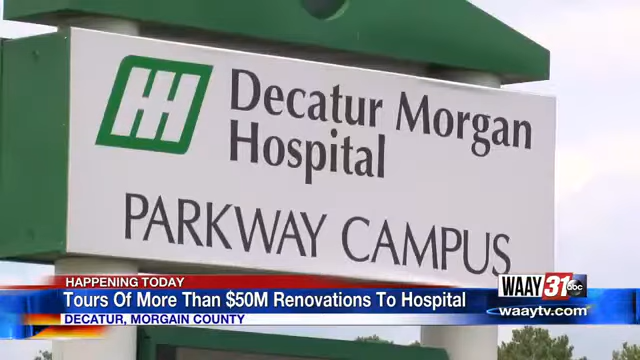 Decatur Morgan
Hospital
PARKWAY CAMPUS
HAPPENING TODAY
Tours Of More Than $50M Renovations To Hospital
DECATUR, MORGAIN COUNTY
WAAY 31 abc
waaytv.com